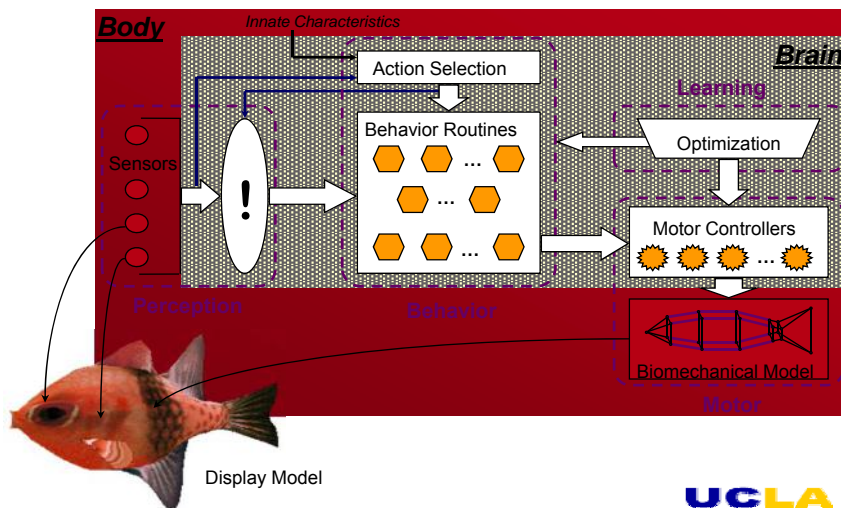 Body
Innate Characteristics
Brain
Action Selection
Learning
Behavior Routines
Optimization
Sensors
!
...
...
...
Motor Controllers
...
Perception
Behavior
Biomechanical Model
Motor
Display Model
UCLA